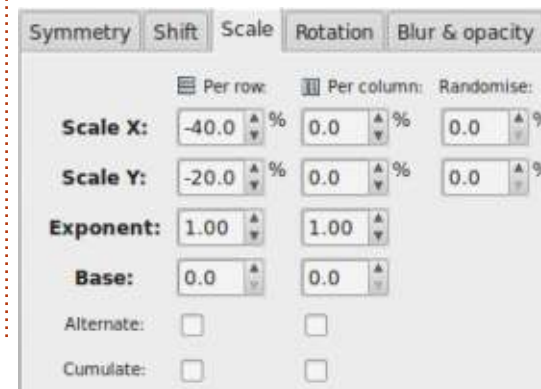 Symmetry Shift Scale Rotation Blur & opacity
Per row: Per column: Randomise:
Scale X: -40.0 % 0.0 % 0.0 %
Scale Y: -20.0 % 0.0 % 0.0 %
Exponent: 1.00 1.00
Base: 0.0 0.0
Alternate:
Cumulate: